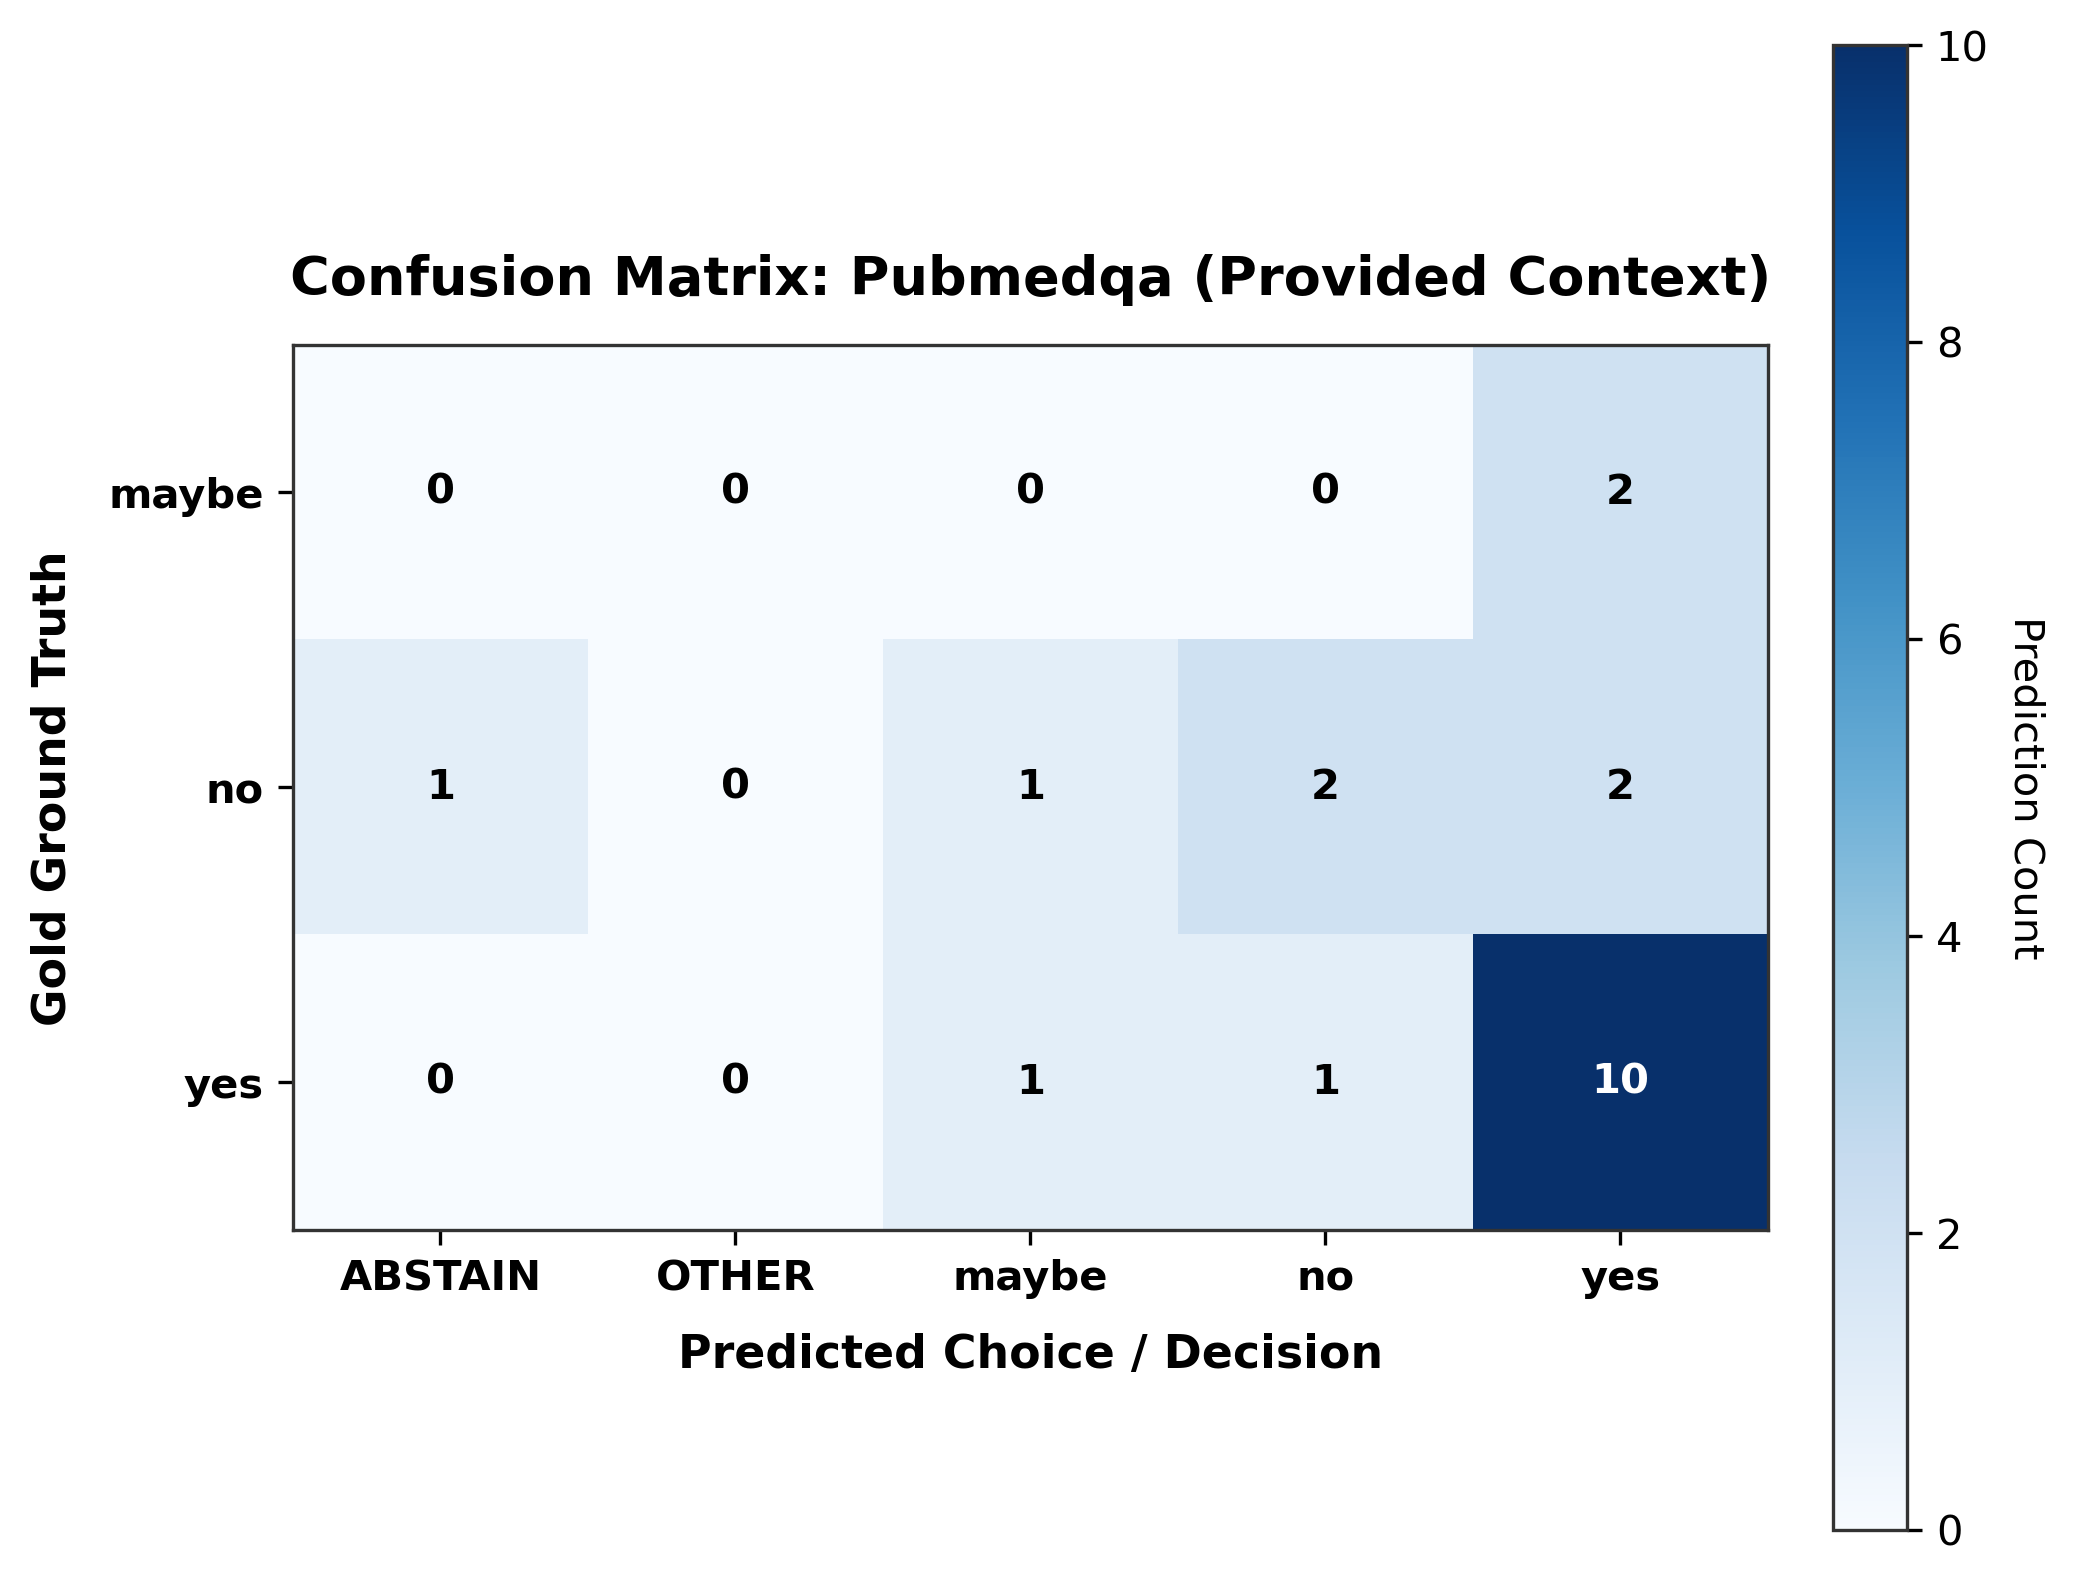 Confusion Matrix: Pubmedqa (Provided Context)
Gold Ground Truth
maybe 0 0 0 0 2
no 1 0 1 2 2
yes 0 0 1 1 10
ABSTAIN OTHER maybe no yes
Predicted Choice / Decision
10
8
6
4
2
0
Prediction Count